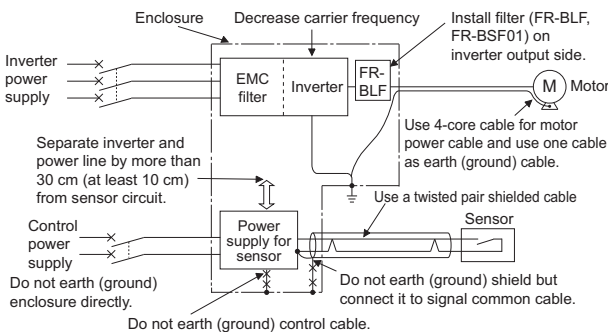 Enclosure
Decrease carrier frequency
Install filter (FR-BLF,
FR-BSF01) on
inverter output side.
Inverter
power
supply
EMC
filter
Inverter
FR-
BLF
M
Motor
Use 4-core cable for motor
power cable and use one cable
as earth (ground) cable.
Separate inverter and
power line by more than
30 cm (at least 10 cm)
from sensor circuit.
Use a twisted pair shielded cable
Sensor
Control
power
supply
Power
supply for
sensor
Do not earth (ground)
enclosure directly.
Do not earth (ground) shield but
connect it to signal common cable.
Do not earth (ground) control cable.